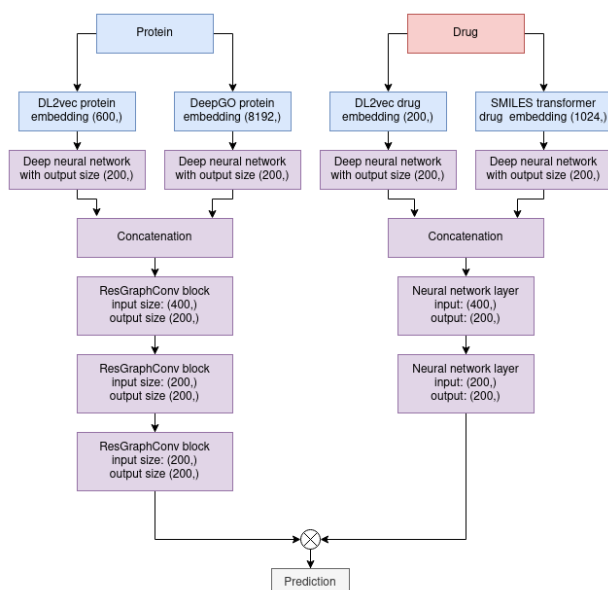 Protein
Drug
DL2vec protein
embedding (600,)
DeepGO protein
embedding (8192,)
DL2vec drug
embedding (200,)
SMILES transformer
drug embedding (1024,)
Deep neural network
with output size (200,)
Deep neural network
with output size (200,)
Deep neural network
with output size (200,)
Deep neural network
with output size (200,)
Concatenation
Concatenation
ResGraphConv block
input size: (400,)
output size (200,)
Neural network layer
input: (400,)
output: (200,)
ResGraphConv block
input size: (200,)
output size (200,)
Neural network layer
input: (200,)
output: (200,)
ResGraphConv block
input size: (200,)
output size (200,)
Prediction